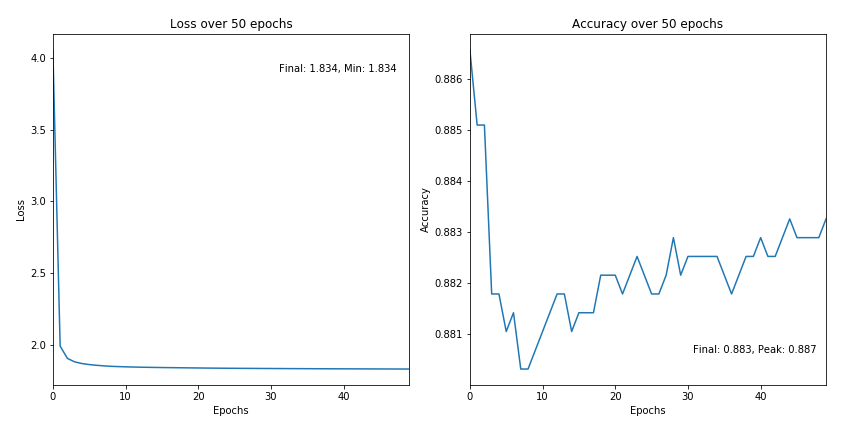 Loss over 50 epochs
4.0
3.5
3.0
2.5
2.0
Loss
Final: 1.834, Min: 1.834
0
10
20
30
40
Epochs
Accuracy over 50 epochs
0.886
0.885
0.884
0.883
0.882
0.881
Accuracy
Final: 0.883, Peak: 0.887
0
10
20
30
40
Epochs